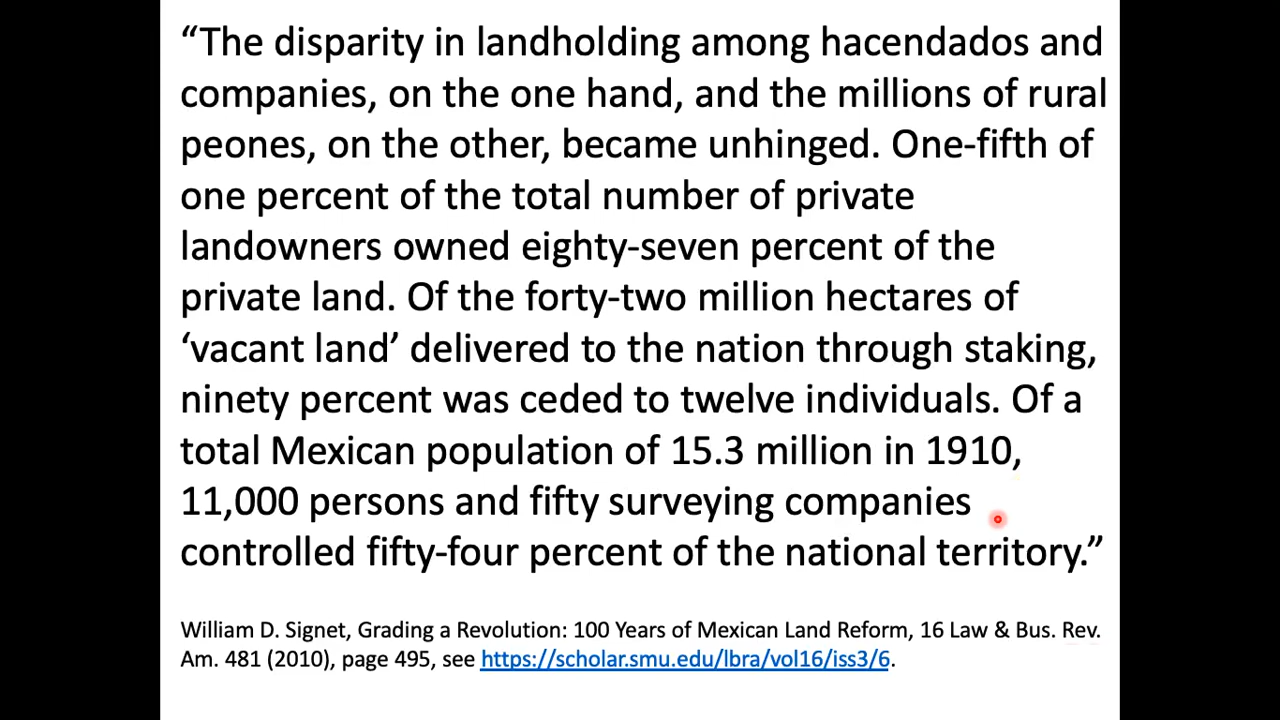 “The disparity in landholding among hacendados and
companies, on the one hand, and the millions of rural
peones, on the other, became unhinged. One-fifth of
one percent of the total number of private
landowners owned eighty-seven percent of the
private land. Of the forty-two million hectares of
‘vacant land’ delivered to the nation through staking,
ninety percent was ceded to twelve individuals. Of a
total Mexican population of 15.3 million in 1910,
11,000 persons and fifty surveying companies
controlled fifty-four percent of the national territory.”
William D. Signet, Grading a Revolution: 100 Years of Mexican Land Reform, 16 Law & Bus. Rev.
Am. 481 (2010), page 495, see https://scholar.smu.edu/lbra/vol16/iss3/6.